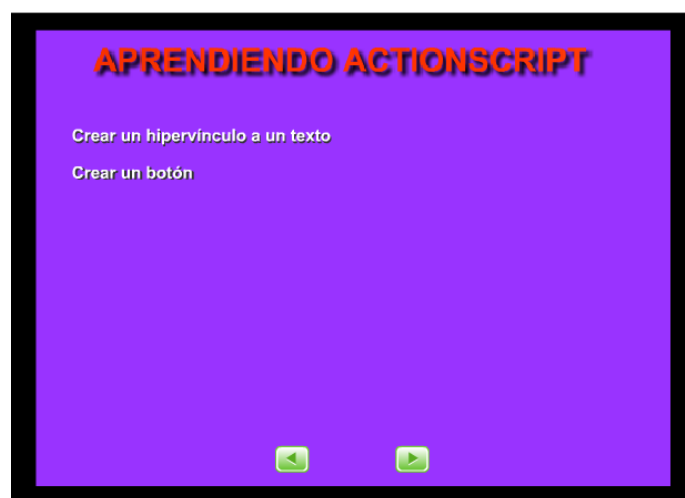 APRENDIENDO ACTIONSCRIPT
Crear un hipervínculo a un texto
Crear un botón